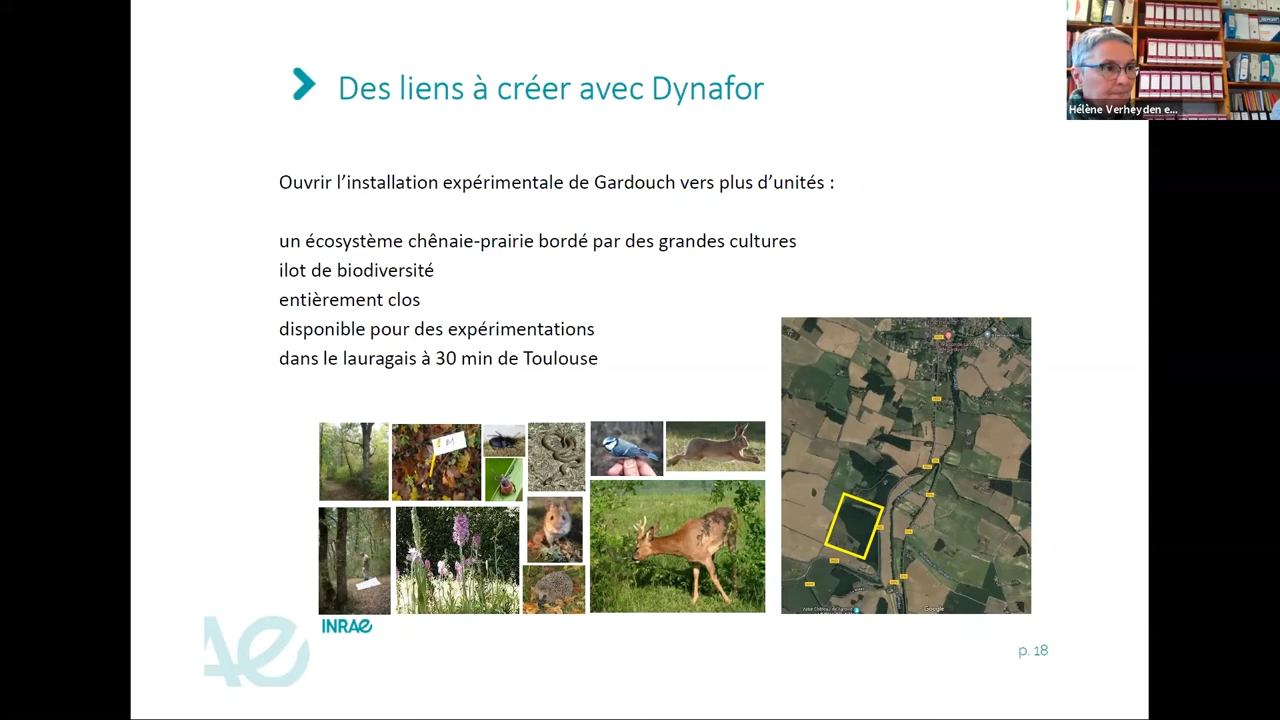 Des liens à créer avec Dynafor
Hélène Verheyden e...
Ouvrir l’installation expérimentale de Gardouch vers plus d’unités :
un écosystème chênaie-prairie bordé par des grandes cultures
ilot de biodiversité
entièrement clos
disponible pour des expérimentations
dans le lauragais à 30 min de Toulouse
M
Google
INRAE
p. 18